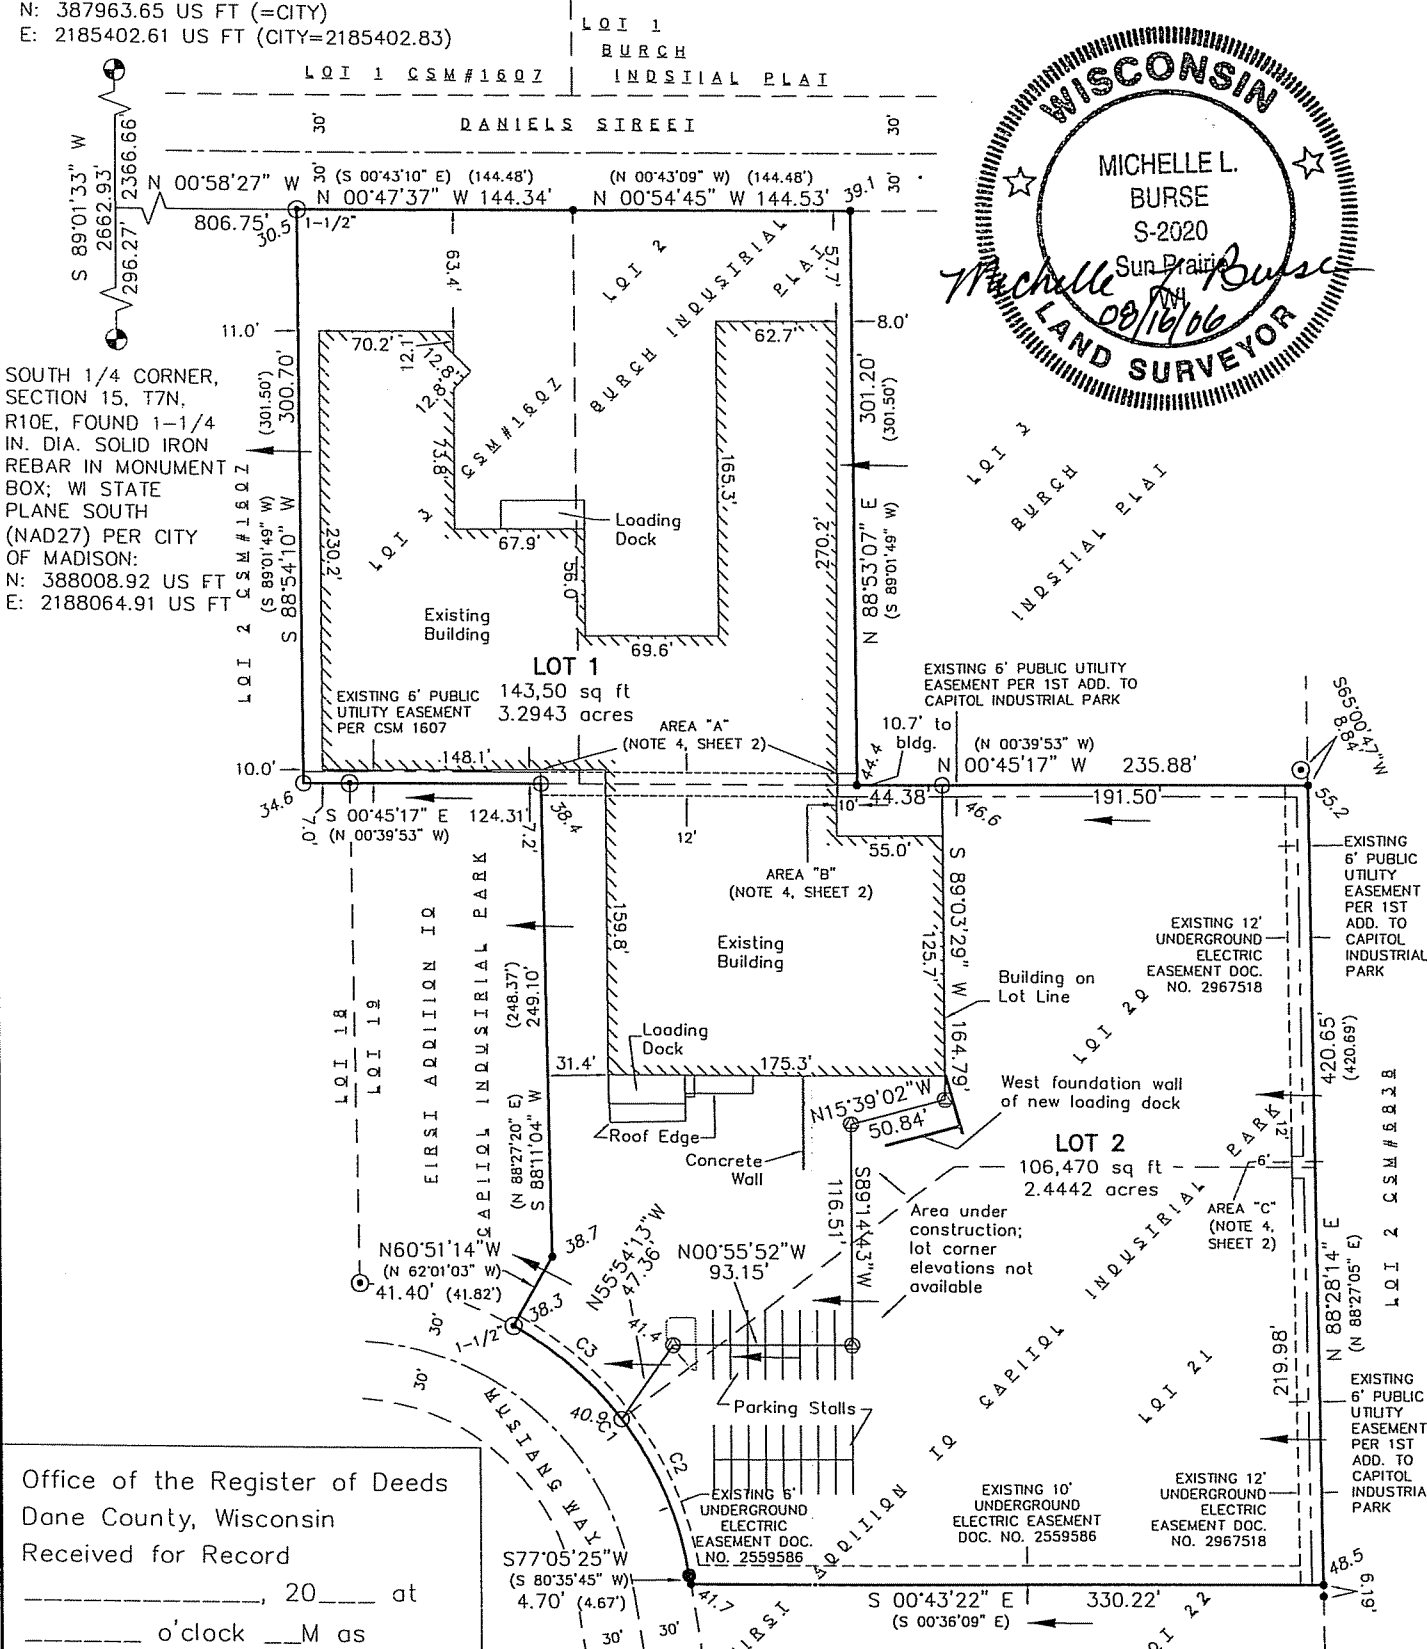 N: 387963.65 US FT (=CITY)
E: 2185402.61 US FT (CITY=2185402.83)
LOT 1
BURCH
INDSTIAL PLAT
LOT 1 CSM#1607
30'
DANIELS STREET
30'
S 89°01'33" W
2662.93'
296.27' 2366.66'
N 00°58'27" W
806.75'
30'
(S 00°43'10" E) (144.48')
N 00°47'37" W 144.34'
(N 00°43'09" W) (144.48')
N 00°54'45" W 144.53'
39.1
30'
30.5
1-1/2"
WISCONSIN
MICHELLE L.
BURSE
S-2020
Sun Prairie
WI
LAND SURVEYOR
Michelle L Burse
08/16/06
63.4'
57.7'
LOT 2
BURCH INDUSTRIAL PLAT
11.0'
8.0'
70.2'
12.1'
12.8'
12.8'
62.7'
SOUTH 1/4 CORNER,
SECTION 15, T7N,
R10E, FOUND 1-1/4
IN. DIA. SOLID IRON
REBAR IN MONUMENT
BOX; WI STATE
PLANE SOUTH
(NAD27) PER CITY
OF MADISON:
N: 388008.92 US FT
E: 2188064.91 US FT
LOT 2 CSM#1607
(S 89°01'49" W) (301.50')
S 88°54'10" W 300.70'
LOT 3 CSM#1607
73.8'
165.3'
230.2'
270.2'
301.20'
(301.50')
N 88°53'07" E
(S 89°01'49" W)
LOT 3
BURCH
INDSTIAL PLAT
Loading
Dock
67.9'
56.0'
Existing
Building
69.6'
LOT 1
143,50 sq ft
3.2943 acres
EXISTING 6' PUBLIC
UTILITY EASEMENT
PER CSM 1607
AREA "A"
(NOTE 4, SHEET 2)
EXISTING 6' PUBLIC UTILITY
EASEMENT PER 1ST ADD. TO
CAPITOL INDUSTRIAL PARK
10.7' to
bldg.
(N 00°39'53" W)
N 00°45'17" W 235.88'
S65°00'47"W
8.84'
10.0'
148.1'
44.4
34.6
7.0'
S 00°45'17" E 124.31'
(N 00°39'53" W)
7.2'
38.4
12'
10'
44.38'
46.6
191.50'
55.2
55.0'
AREA "B"
(NOTE 4, SHEET 2)
EXISTING
6' PUBLIC
UTILITY
EASEMENT
PER 1ST
ADD. TO
CAPITOL
INDUSTRIAL
PARK
LOT 18
LOT 19
FIRST ADDITION TO
CAPITOL INDUSTRIAL PARK
(248.37')
249.10'
(N 88°27'20" E)
S 88°11'04" W
159.8'
Existing
Building
125.7'
S 89°03'29" W 164.79'
EXISTING 12'
UNDERGROUND
ELECTRIC
EASEMENT DOC.
NO. 2967518
Building on
Lot Line
LOT 20
420.65'
(420.69')
Loading
Dock
31.4'
175.3'
Roof Edge
Concrete
Wall
N15°39'02"W
50.84'
West foundation wall
of new loading dock
LOT 2
106,470 sq ft
2.4442 acres
12'
6'
AREA "C"
(NOTE 4,
SHEET 2)
LOT 2 CSM#6838
S89°14'43"W
116.51'
Area under
construction;
lot corner
elevations not
available
N60°51'14"W
(N 62°01'03" W)
41.40' (41.82')
38.7
38.3
N55°54'13"W
47.36'
N00°55'52"W
93.15'
N 88°28'14" E
(N 88°27'05" E)
219.98'
30'
1-1/2"
C3
41.4
30'
MUSTANG WAY
40.9
C1
Parking Stalls
C2
FIRST ADDITION TO CAPITOL INDUSTRIAL PARK
LOT 21
EXISTING
6' PUBLIC
UTILITY
EASEMENT
PER 1ST
ADD. TO
CAPITOL
INDUSTRIA
PARK
EXISTING 6'
UNDERGROUND
ELECTRIC
EASEMENT DOC.
NO. 2559586
EXISTING 10'
UNDERGROUND
ELECTRIC EASEMENT
DOC. NO. 2559586
EXISTING 12'
UNDERGROUND
ELECTRIC
EASEMENT DOC.
NO. 2967518
S77°05'25"W
(S 80°35'45" W)
4.70' (4.67')
41.7
S 00°43'22" E 330.22'
(S 00°36'09" E)
48.5
6.19'
30'
30'
LOT 22
Office of the Register of Deeds
Dane County, Wisconsin
Received for Record
______________, 20___ at
______ o'clock __M as